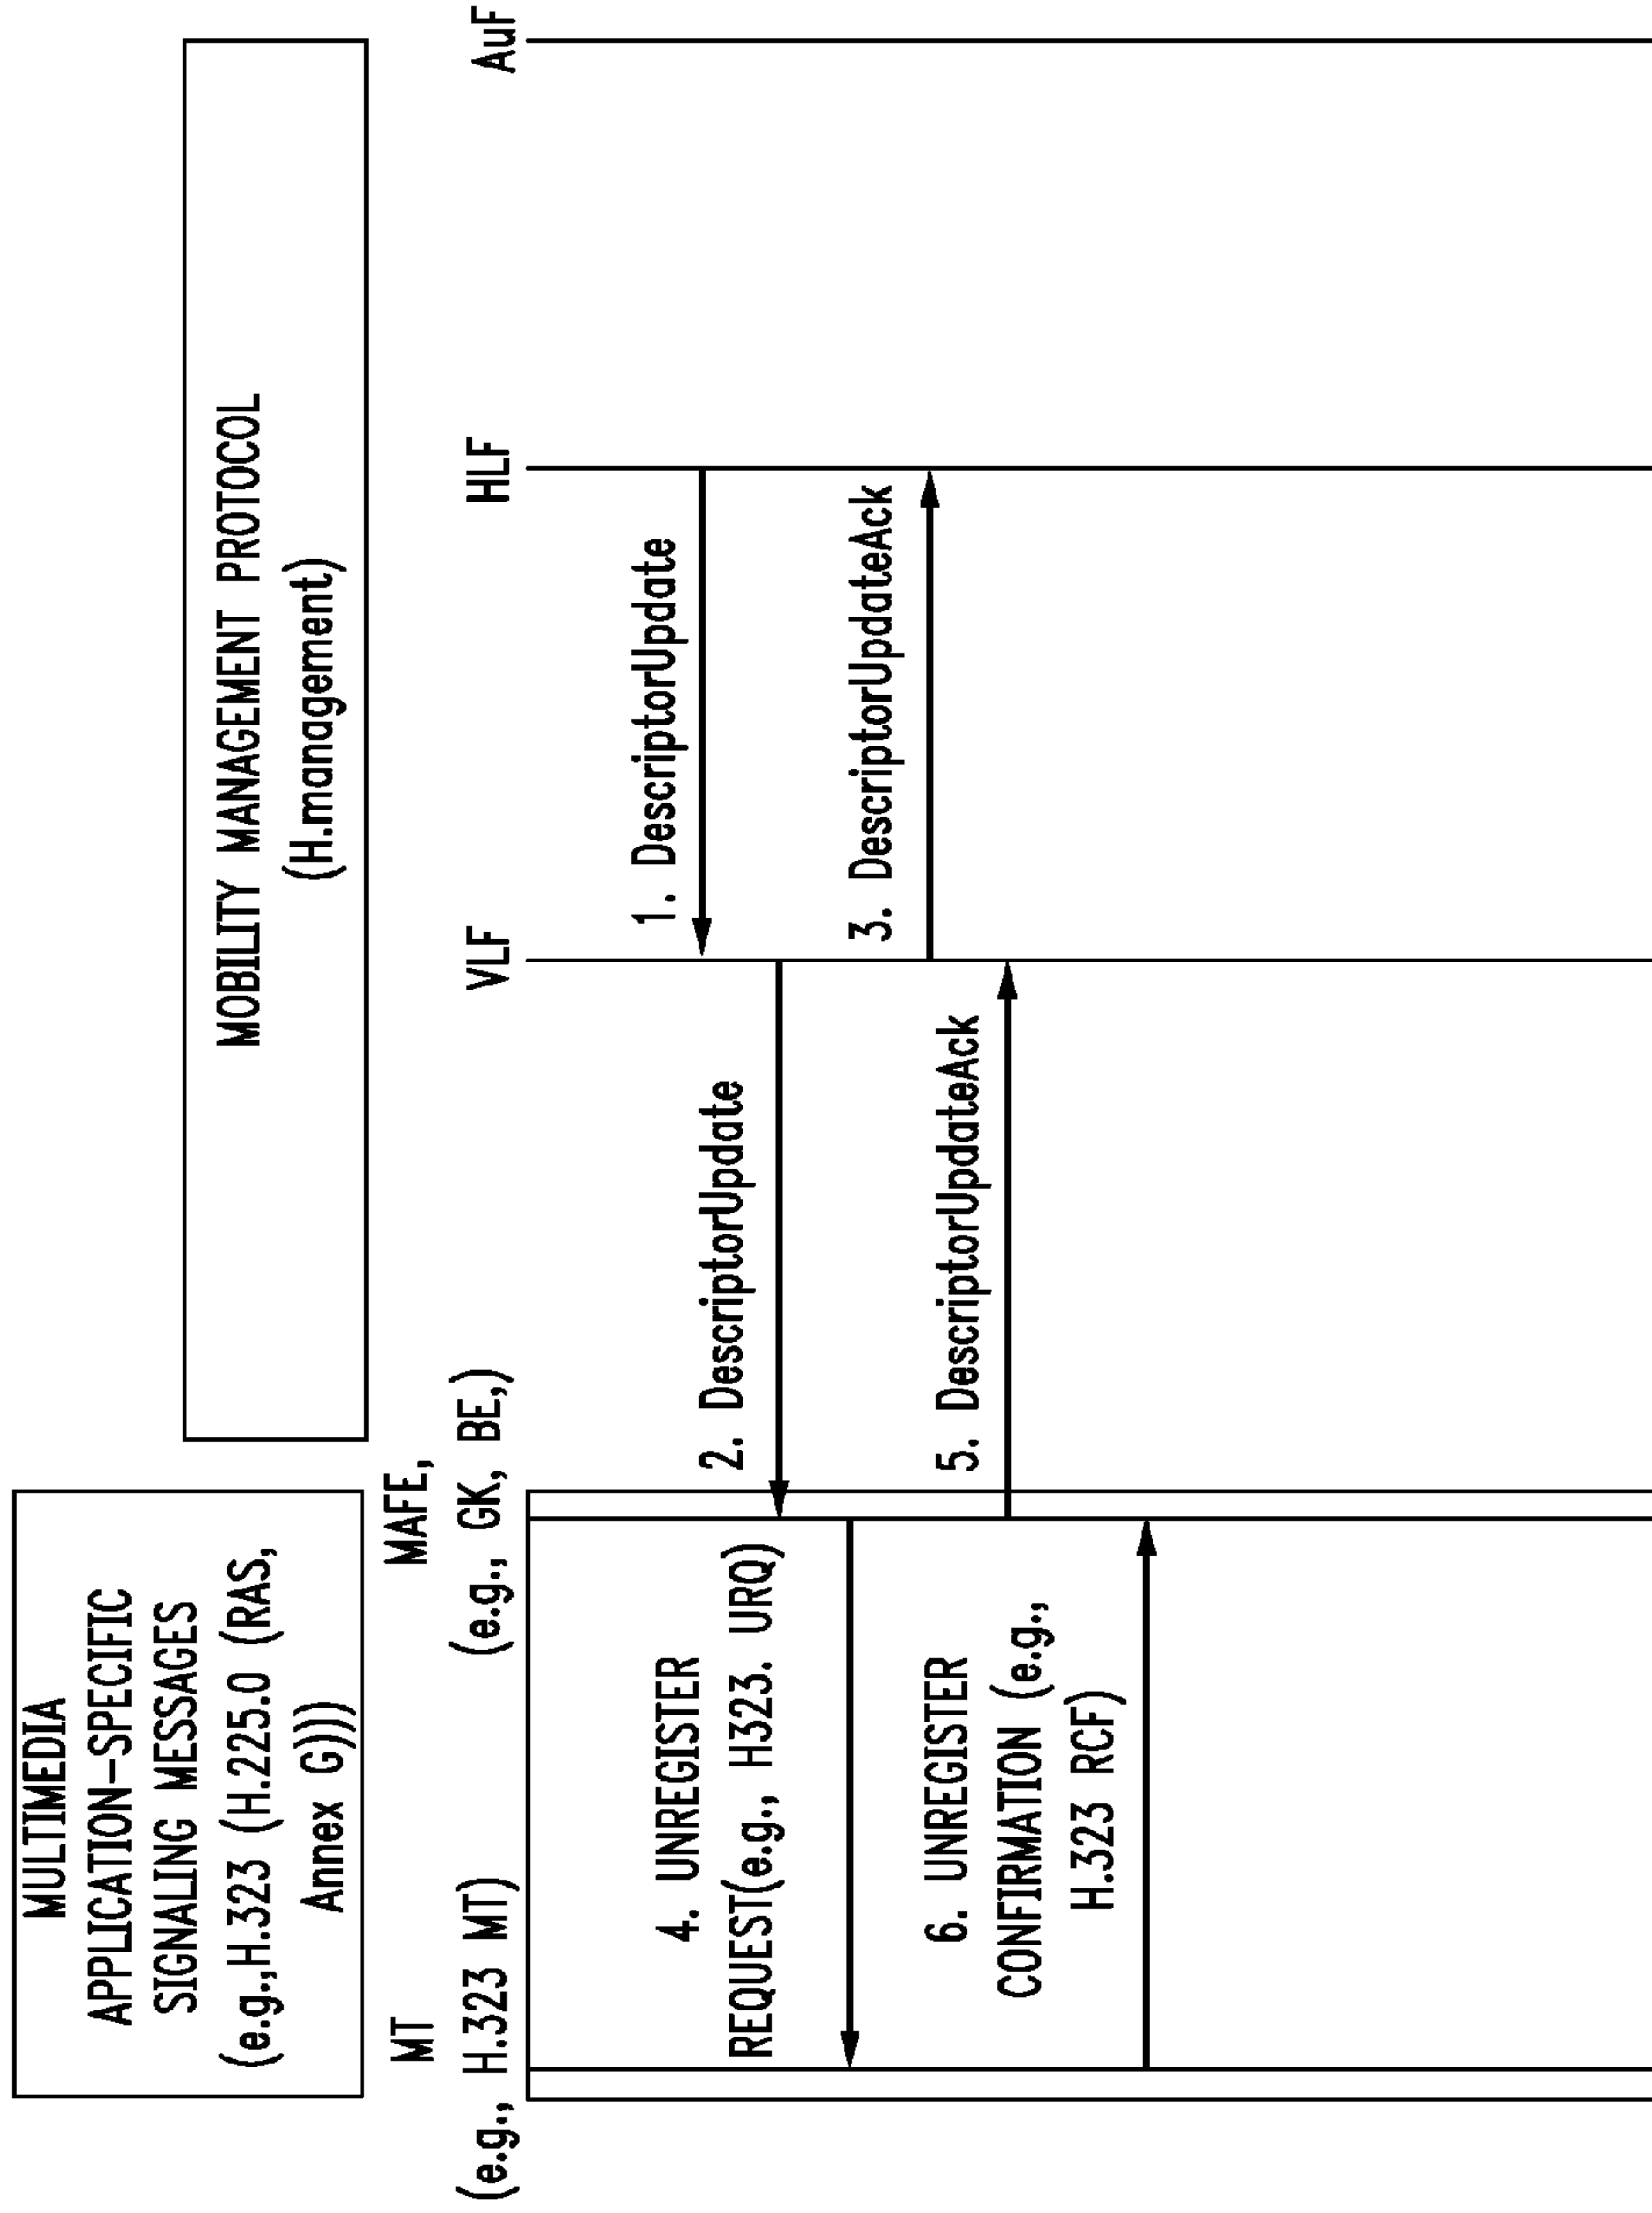 MULTIMEDIA
APPLICATION-SPECIFIC
SIGNALING MESSAGES
(e.g.,H.323 (H.225.0 (RAS,
Annex G)))
MOBILITY MANAGEMENT PROTOCOL
(H.management)
MT
(e.g., H.323 MT)
MAFE,
(e.g., GK, BE,)
VLF
HLF
AuF
1. DescriptorUpdate
2. DescriptorUpdate
4. UNREGISTER
REQUEST(e.g., H323. URQ)
3. DescriptorUpdateAck
5. DescriptorUpdateAck
6. UNREGISTER
CONFIRMATION (e.g.,
H.323 RCF)